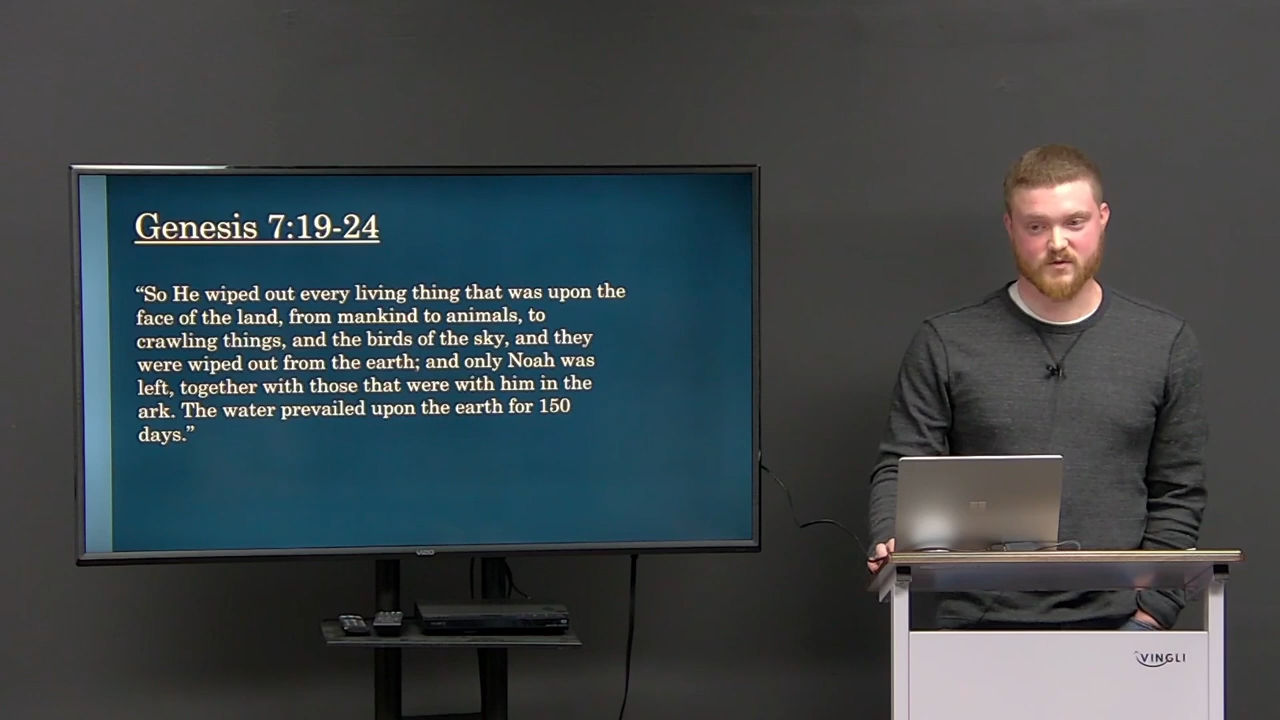 Genesis 7:19-24
“So He wiped out every living thing that was upon the
face of the land, from mankind to animals, to
crawling things, and the birds of the sky, and they
were wiped out from the earth; and only Noah was
left, together with those that were with him in the
ark. The water prevailed upon the earth for 150
days.”
VIZIO
VINGLI